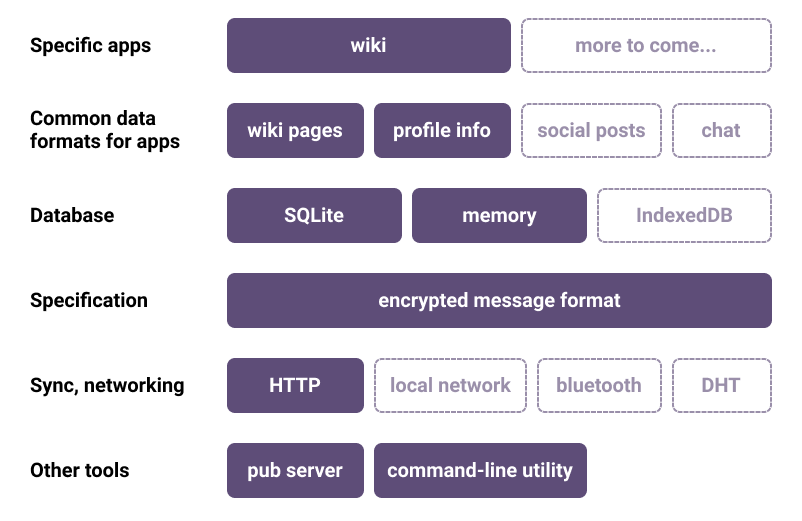 Specific apps
wiki
more to come...
Common data
formats for apps
wiki pages
profile info
social posts
chat
Database
SQLite
memory
IndexedDB
Specification
encrypted message format
Sync, networking
HTTP
local network
bluetooth
DHT
Other tools
pub server
command-line utility